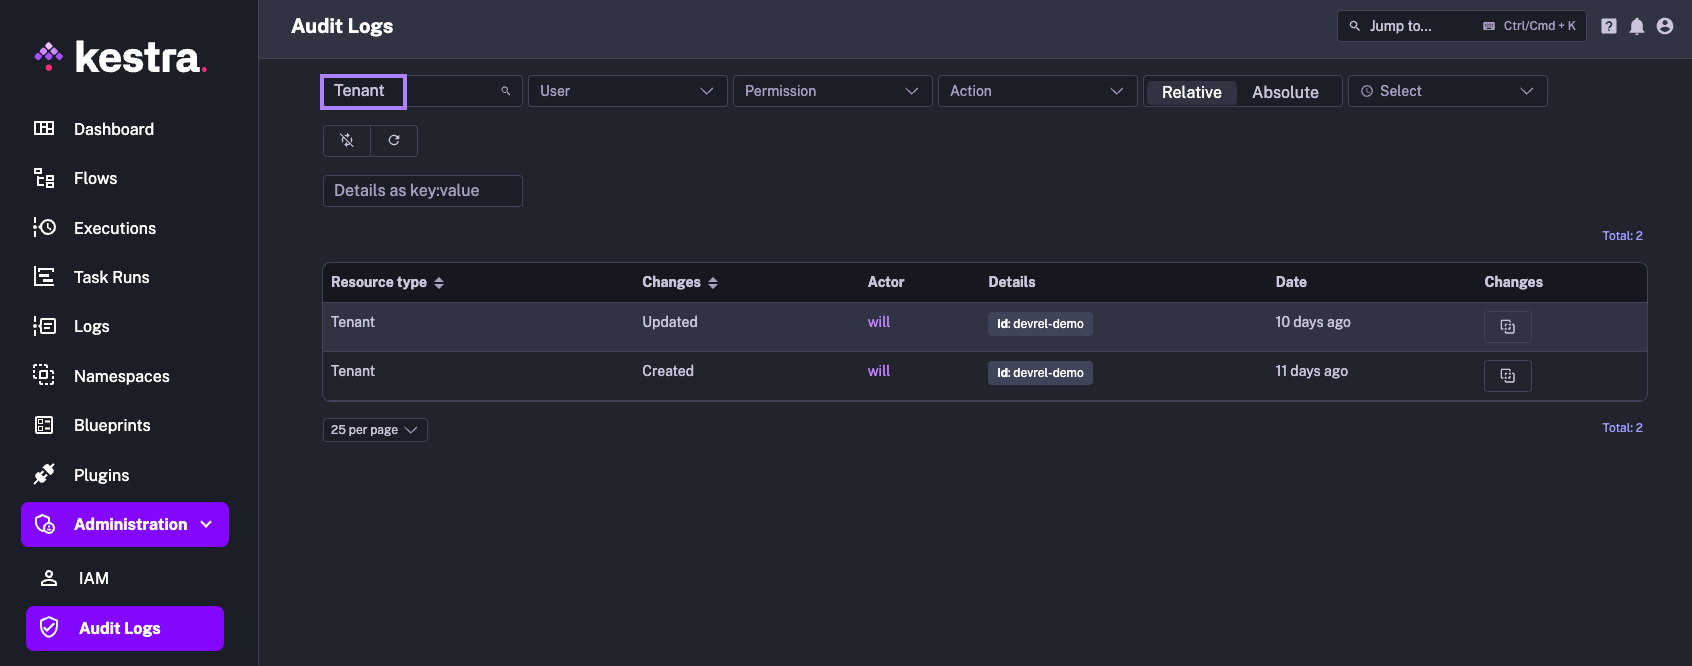 kestra.
Dashboard
Flows
Executions
Task Runs
Logs
Namespaces
Blueprints
Plugins
Administration
IAM
Audit Logs
Audit Logs
Jump to... Ctrl/Cmd + K
?
Tenant User Permission Action Relative Absolute Select
Details as key:value
Total: 2
Resource type Changes Actor Details Date Changes
Tenant Updated will Id: devrel-demo 10 days ago
Tenant Created will Id: devrel-demo 11 days ago
25 per page Total: 2